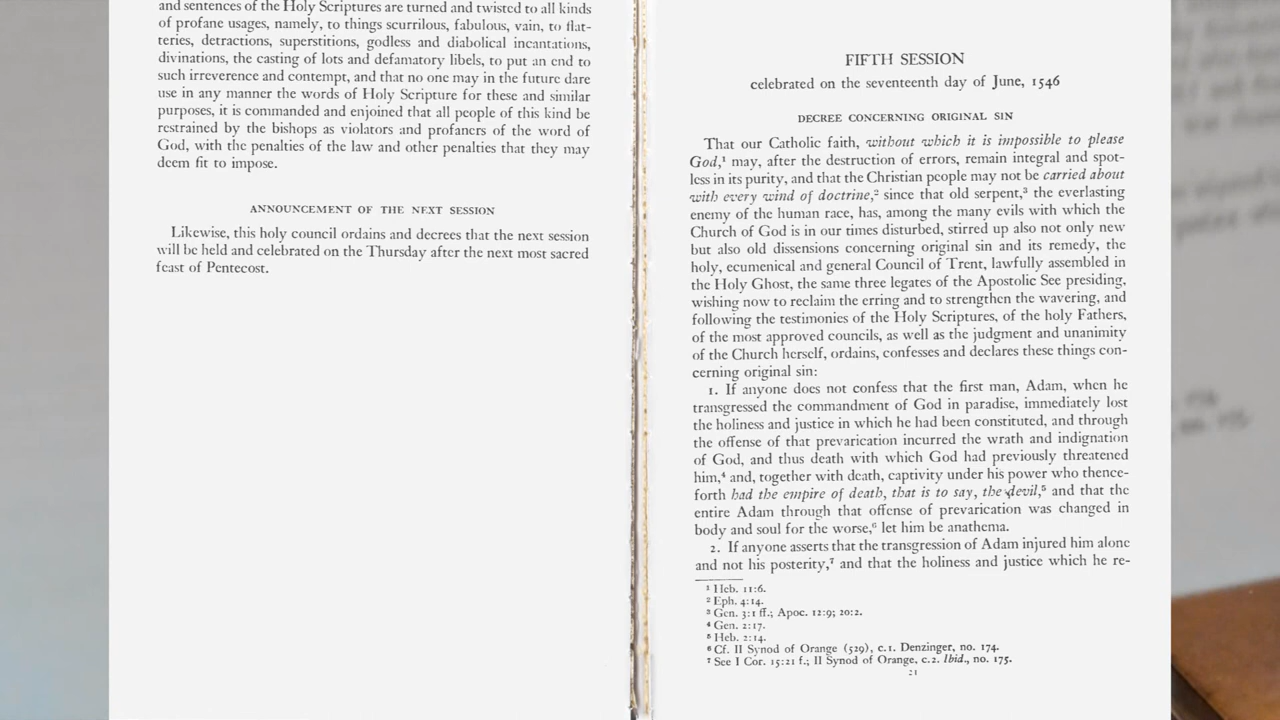 and sentences of the Holy Scriptures are turned and twisted to all kinds
of profane usages, namely, to things scurrilous, fabulous, vain, to flat-
teries, detractions, superstitions, godless and diabolical incantations,
divinations, the casting of lots and defamatory libels, to put an end to
such irreverence and contempt, and that no one may in the future dare
use in any manner the words of Holy Scripture for these and similar
purposes, it is commanded and enjoined that all people of this kind be
restrained by the bishops as violators and profaners of the word of
God, with the penalties of the law and other penalties that they may
deem fit to impose.
ANNOUNCEMENT OF THE NEXT SESSION
Likewise, this holy council ordains and decrees that the next session
will be held and celebrated on the Thursday after the next most sacred
feast of Pentecost.
FIFTH SESSION
celebrated on the seventeenth day of June, 1546
DECREE CONCERNING ORIGINAL SIN
That our Catholic faith, without which it is impossible to please
God,¹ may, after the destruction of errors, remain integral and spot-
less in its purity, and that the Christian people may not be carried about
with every wind of doctrine,² since that old serpent,³ the everlasting
enemy of the human race, has, among the many evils with which the
Church of God is in our times disturbed, stirred up also not only new
but also old dissensions concerning original sin and its remedy, the
holy, ecumenical and general Council of Trent, lawfully assembled in
the Holy Ghost, the same three legates of the Apostolic See presiding,
wishing now to reclaim the erring and to strengthen the wavering, and
following the testimonies of the Holy Scriptures, of the holy Fathers,
of the most approved councils, as well as the judgment and unanimity
of the Church herself, ordains, confesses and declares these things con-
cerning original sin:
1. If anyone does not confess that the first man, Adam, when he
transgressed the commandment of God in paradise, immediately lost
the holiness and justice in which he had been constituted, and through
the offense of that prevarication incurred the wrath and indignation
of God, and thus death with which God had previously threatened
him,⁴ and, together with death, captivity under his power who thence-
forth had the empire of death, that is to say, the devil,⁵ and that the
entire Adam through that offense of prevarication was changed in
body and soul for the worse,⁶ let him be anathema.
2. If anyone asserts that the transgression of Adam injured him alone
and not his posterity,⁷ and that the holiness and justice which he re-
¹ Heb. 11:6.
² Eph. 4:14.
³ Gen. 3:1 ff.; Apoc. 12:9; 20:2.
⁴ Gen. 2:17.
⁵ Heb. 2:14.
⁶ Cf. II Synod of Orange (529), c.1. Denzinger, no. 174.
⁷ See I Cor. 15:21 f.; II Synod of Orange, c.2. Ibid., no. 175.
21